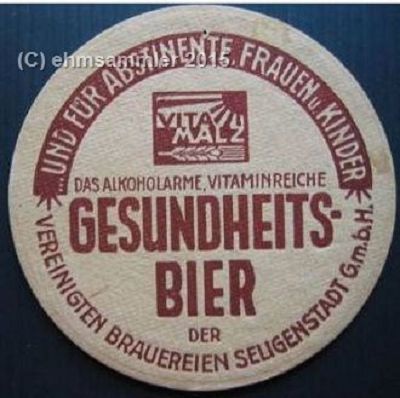 (C) ehmsammler 2015
... UND FÜR ABSTINENTE FRAUEN u. KINDER
VITA
MALZ
DAS ALKOHOLARME, VITAMINREICHE
GESUNDHEITS-
BIER
DER
VEREINIGTEN BRAUEREIEN SELIGENSTADT G.m.b.H.